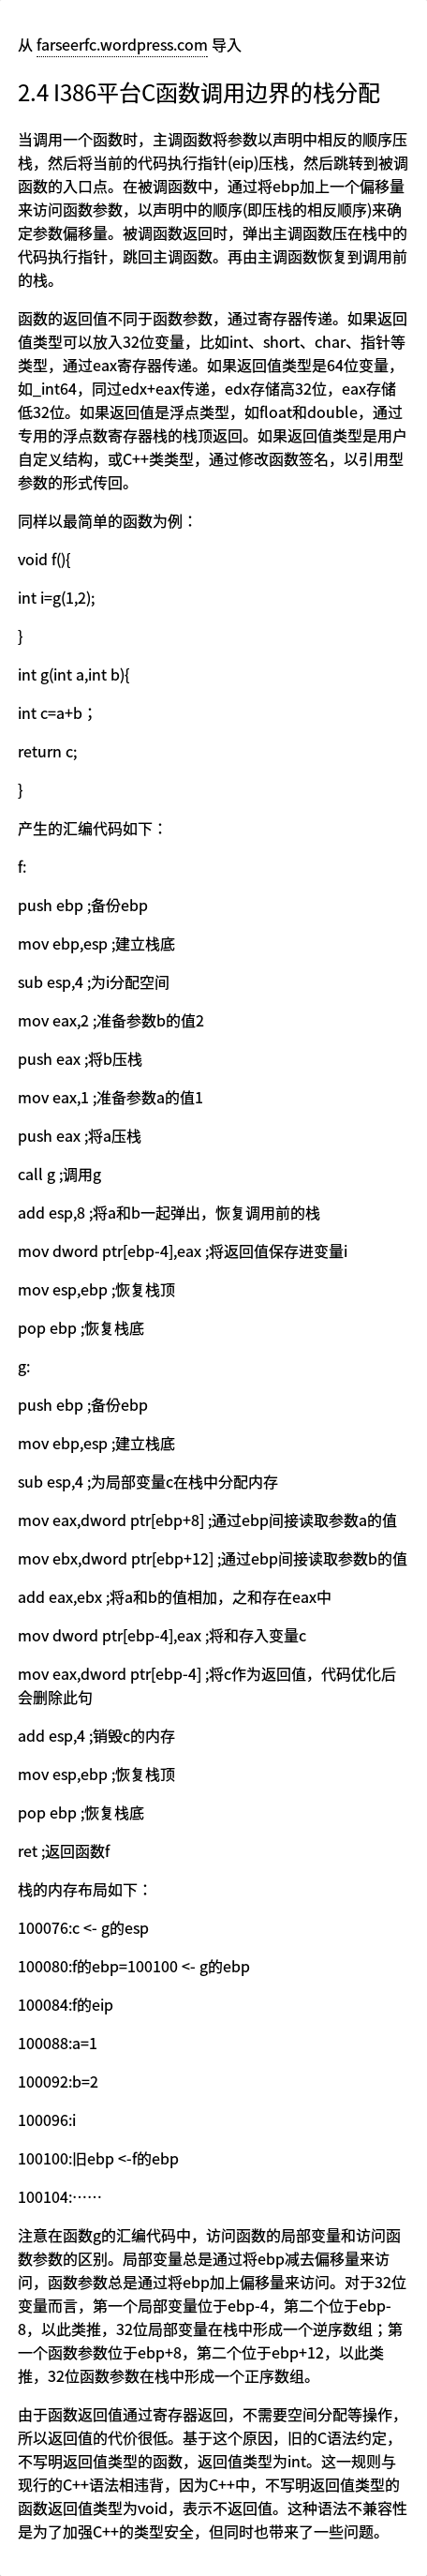 从 farseerfc.wordpress.com 导入
2.4 I386平台C函数调用边界的栈分配
当调用一个函数时，主调函数将参数以声明中相反的顺序压
栈，然后将当前的代码执行指针(eip)压栈，然后跳转到被调
函数的入口点。在被调函数中，通过将ebp加上一个偏移量
来访问函数参数，以声明中的顺序(即压栈的相反顺序)来确
定参数偏移量。被调函数返回时，弹出主调函数压在栈中的
代码执行指针，跳回主调函数。再由主调函数恢复到调用前
的栈。
函数的返回值不同于函数参数，通过寄存器传递。如果返回
值类型可以放入32位变量，比如int、short、char、指针等
类型，通过eax寄存器传递。如果返回值类型是64位变量，
如_int64，同过edx+eax传递，edx存储高32位，eax存储
低32位。如果返回值是浮点类型，如float和double，通过
专用的浮点数寄存器栈的栈顶返回。如果返回值类型是用户
自定义结构，或C++类类型，通过修改函数签名，以引用型
参数的形式传回。
同样以最简单的函数为例：
void f(){
int i=g(1,2);
}
int g(int a,int b){
int c=a+b；
return c;
}
产生的汇编代码如下：
f:
push ebp ;备份ebp
mov ebp,esp ;建立栈底
sub esp,4 ;为i分配空间
mov eax,2 ;准备参数b的值2
push eax ;将b压栈
mov eax,1 ;准备参数a的值1
push eax ;将a压栈
call g ;调用g
add esp,8 ;将a和b一起弹出，恢复调用前的栈
mov dword ptr[ebp-4],eax ;将返回值保存进变量i
mov esp,ebp ;恢复栈顶
pop ebp ;恢复栈底
g:
push ebp ;备份ebp
mov ebp,esp ;建立栈底
sub esp,4 ;为局部变量c在栈中分配内存
mov eax,dword ptr[ebp+8] ;通过ebp间接读取参数a的值
mov ebx,dword ptr[ebp+12] ;通过ebp间接读取参数b的值
add eax,ebx ;将a和b的值相加，之和存在eax中
mov dword ptr[ebp-4],eax ;将和存入变量c
mov eax,dword ptr[ebp-4] ;将c作为返回值，代码优化后
会删除此句
add esp,4 ;销毁c的内存
mov esp,ebp ;恢复栈顶
pop ebp ;恢复栈底
ret ;返回函数f
栈的内存布局如下：
100076:c <- g的esp
100080:f的ebp=100100 <- g的ebp
100084:f的eip
100088:a=1
100092:b=2
100096:i
100100:旧ebp <-f的ebp
100104:……
注意在函数g的汇编代码中，访问函数的局部变量和访问函
数参数的区别。局部变量总是通过将ebp减去偏移量来访
问，函数参数总是通过将ebp加上偏移量来访问。对于32位
变量而言，第一个局部变量位于ebp-4，第二个位于ebp-
8，以此类推，32位局部变量在栈中形成一个逆序数组；第
一个函数参数位于ebp+8，第二个位于ebp+12，以此类
推，32位函数参数在栈中形成一个正序数组。
由于函数返回值通过寄存器返回，不需要空间分配等操作，
所以返回值的代价很低。基于这个原因，旧的C语法约定，
不写明返回值类型的函数，返回值类型为int。这一规则与
现行的C++语法相违背，因为C++中，不写明返回值类型的
函数返回值类型为void，表示不返回值。这种语法不兼容性
是为了加强C++的类型安全，但同时也带来了一些问题。